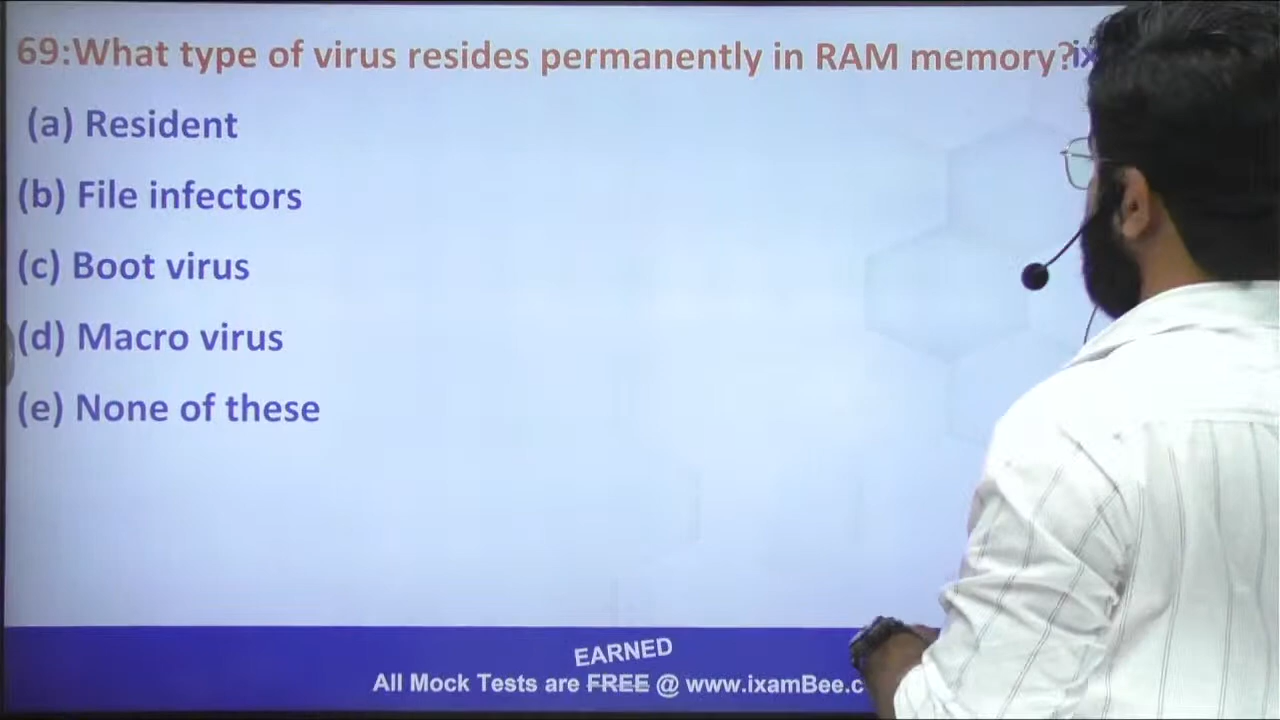 69:What type of virus resides permanently in RAM memory?ix
(a) Resident
(b) File infectors
(c) Boot virus
(d) Macro virus
(e) None of these
EARNED
All Mock Tests are FREE @ www.ixamBee.c